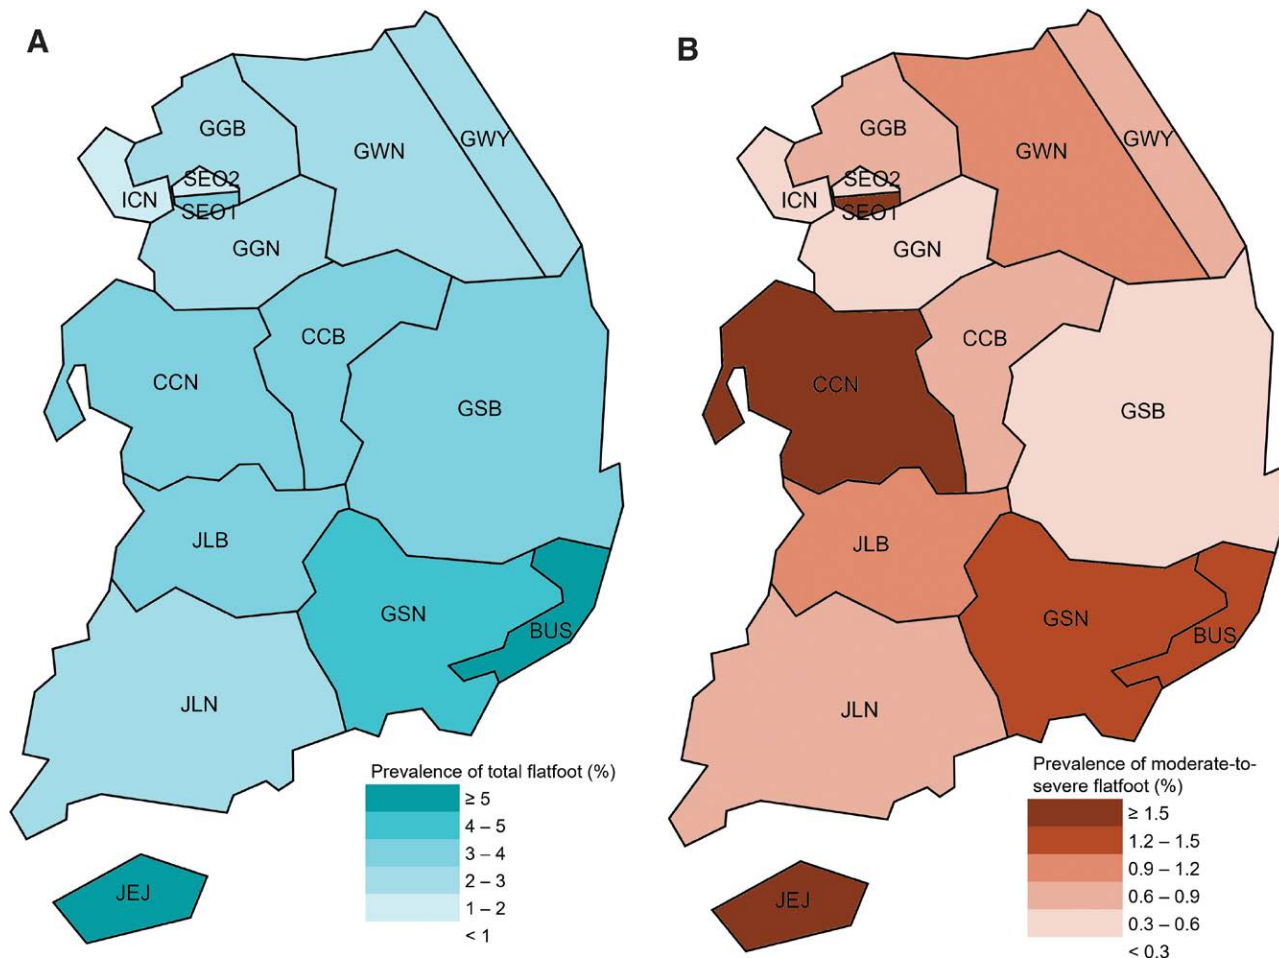 A
GGB
GWN
GWY
SEO2
ICN
SEO1
GGN
CCB
CCN
GSB
JLB
GSN
BUS
JLN
JEJ
Prevalence of total flatfoot (%)
≥ 5
4 – 5
3 – 4
2 – 3
1 – 2
< 1
B
GGB
GWN
GWY
SEO2
ICN
SEO1
GGN
CCB
CCN
GSB
JLB
GSN
BUS
JLN
JEJ
Prevalence of moderate-to-
severe flatfoot (%)
≥ 1.5
1.2 – 1.5
0.9 – 1.2
0.6 – 0.9
0.3 – 0.6
< 0.3